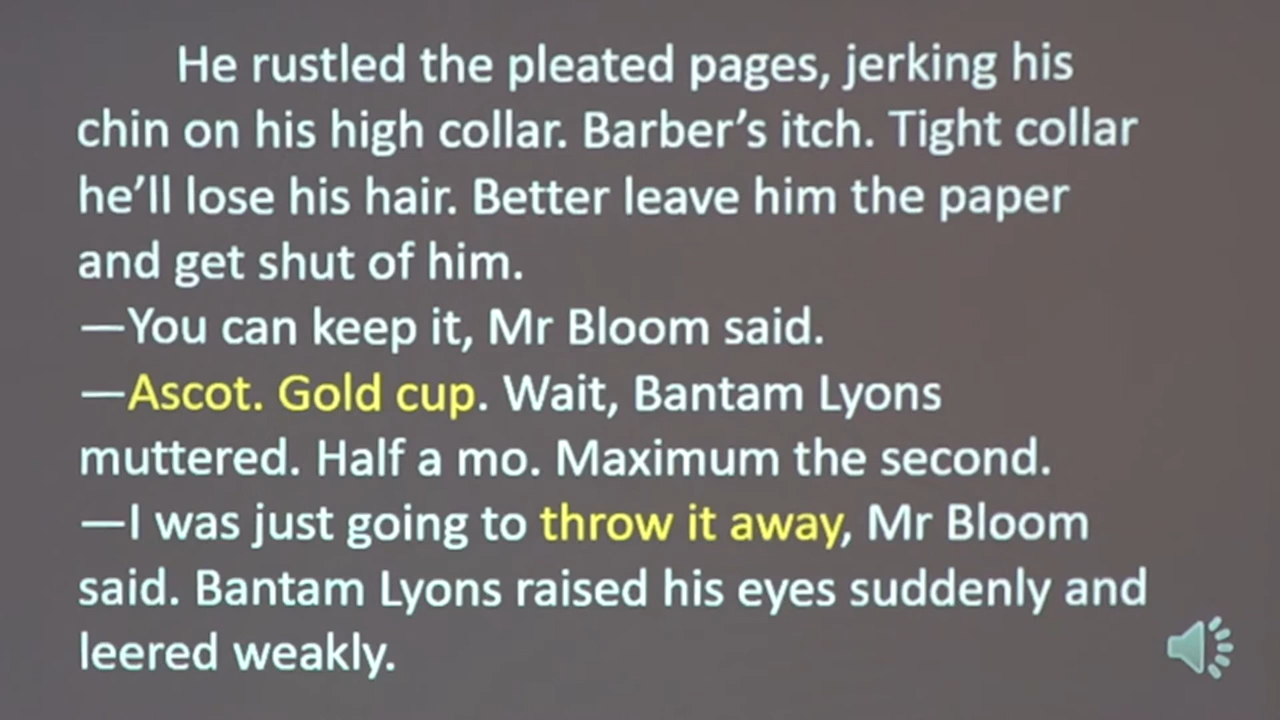 He rustled the pleated pages, jerking his
chin on his high collar. Barber’s itch. Tight collar
he’ll lose his hair. Better leave him the paper
and get shut of him.
—You can keep it, Mr Bloom said.
—Ascot. Gold cup. Wait, Bantam Lyons
muttered. Half a mo. Maximum the second.
—I was just going to throw it away, Mr Bloom
said. Bantam Lyons raised his eyes suddenly and
leered weakly.